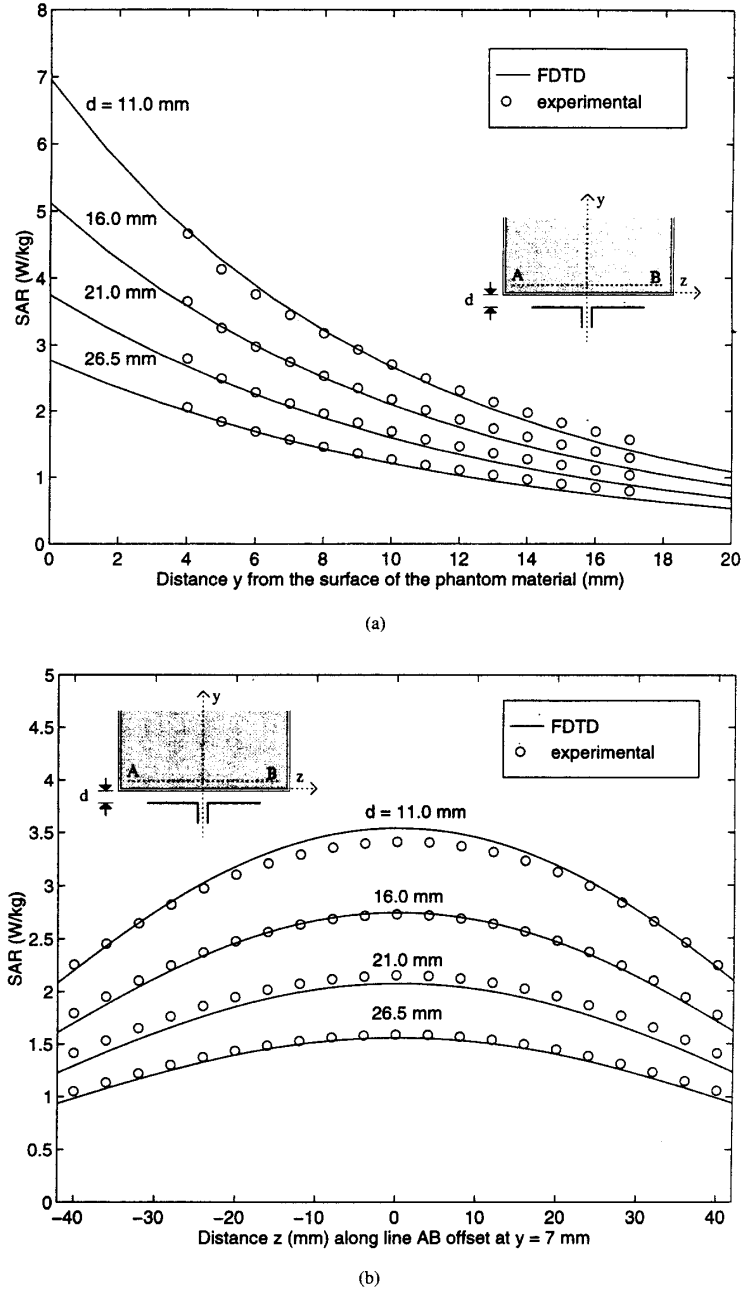 8
7
6
5
4
3
2
1
0
SAR (W/kg)
FDTD
experimental
d = 11.0 mm
16.0 mm
21.0 mm
26.5 mm
y
A
B
z
d
0 2 4 6 8 10 12 14 16 18 20
Distance y from the surface of the phantom material (mm)
(a)
5
4.5
4
3.5
3
2.5
2
1.5
1
0.5
0
SAR (W/kg)
FDTD
experimental
y
A
B
z
d
d = 11.0 mm
16.0 mm
21.0 mm
26.5 mm
−40 −30 −20 −10 0 10 20 30 40
Distance z (mm) along line AB offset at y = 7 mm
(b)